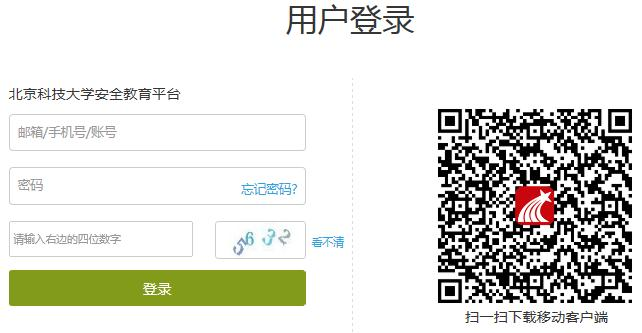 用户登录
北京科技大学安全教育平台
邮箱/手机号/账号
密码
忘记密码?
请输入右边的四位数字
看不清
登录
扫一扫下载移动客户端